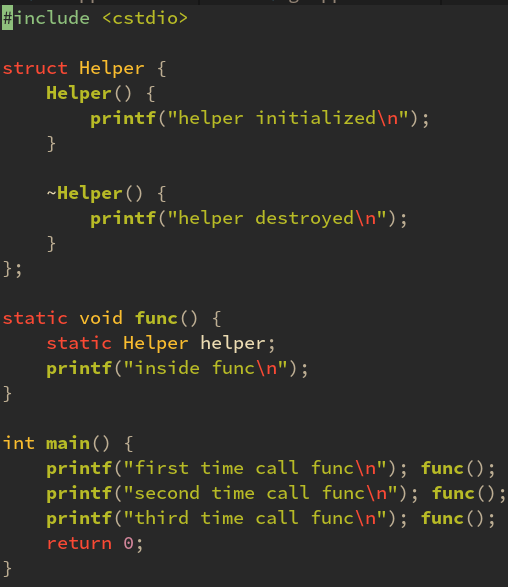 #include <cstdio>

struct Helper {
    Helper() {
        printf("helper initialized\n");
    }

    ~Helper() {
        printf("helper destroyed\n");
    }
};

static void func() {
    static Helper helper;
    printf("inside func\n");
}

int main() {
    printf("first time call func\n"); func();
    printf("second time call func\n"); func();
    printf("third time call func\n"); func();
    return 0;
}